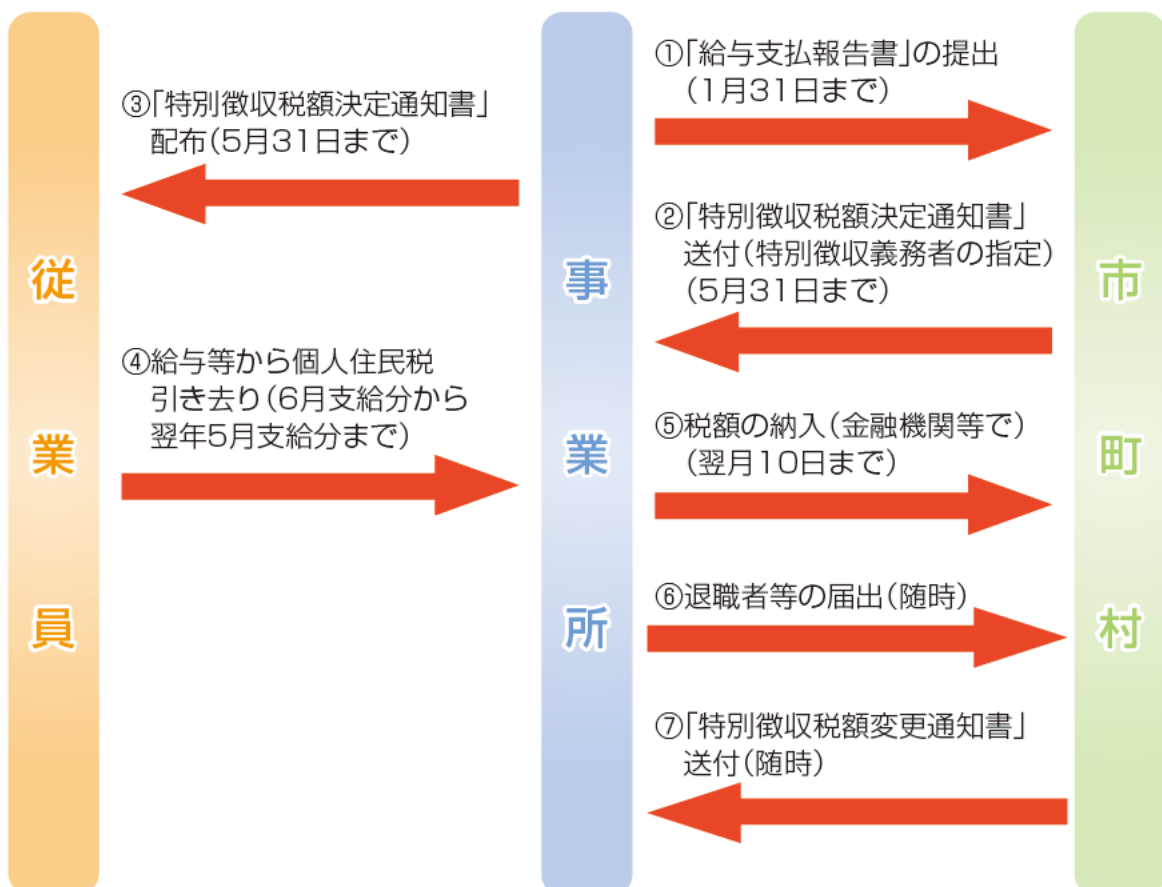 従業員
事業所
市町村
①「給与支払報告書」の提出
(1月31日まで)
②「特別徴収税額決定通知書」
送付(特別徴収義務者の指定)
(5月31日まで)
③「特別徴収税額決定通知書」
配布(5月31日まで)
④給与等から個人住民税
引き去り(6月支給分から
翌年5月支給分まで)
⑤税額の納入(金融機関等で)
(翌月10日まで)
⑥退職者等の届出(随時)
⑦「特別徴収税額変更通知書」
送付(随時)